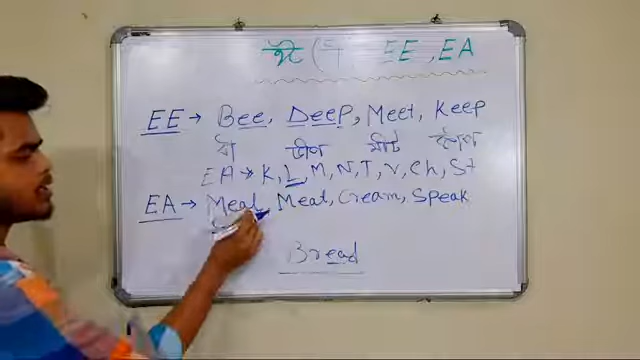 ঈ ( ী EE, EA
EE → Bee, Deep, Meet, Keep
বী ডীপ মীট কীপ
EA → K, L, M, N, T, V, Ch, St
EA → Meal, Meat, Cream, Speak
Bread